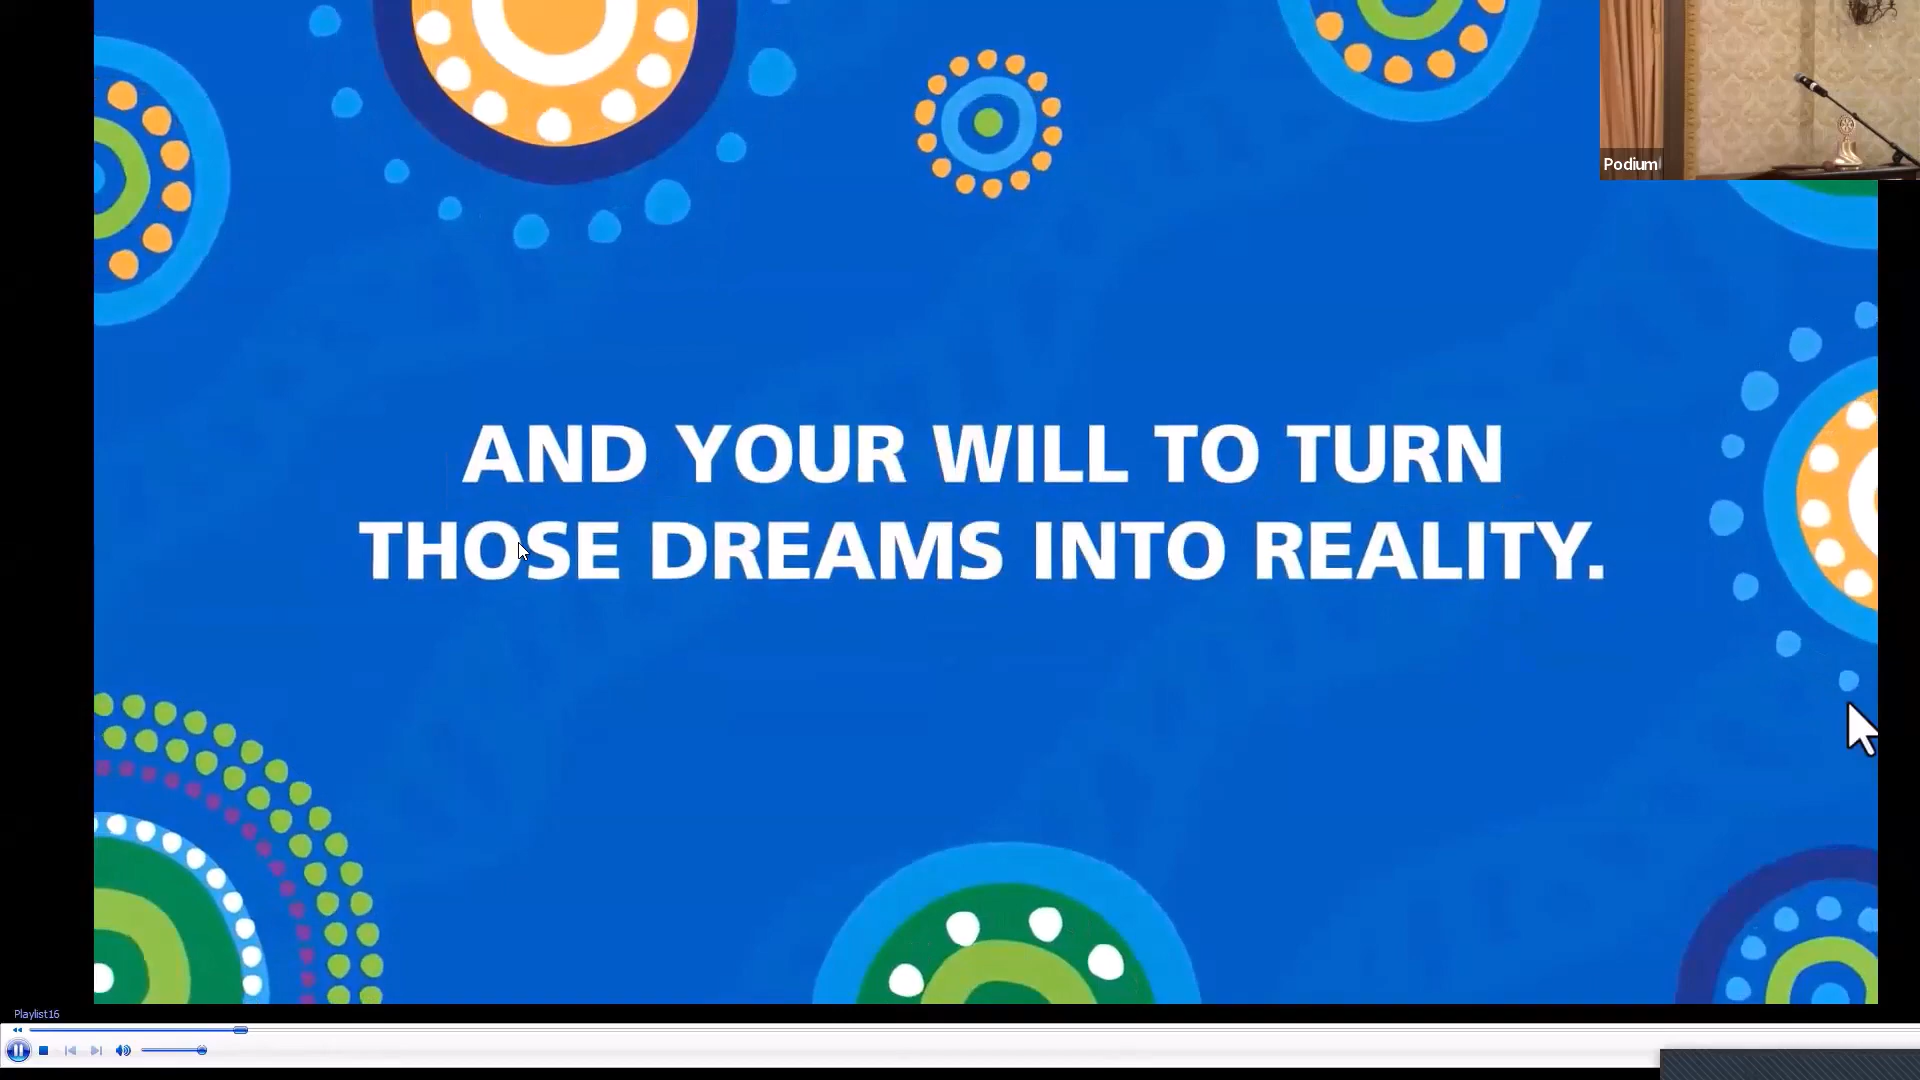 Podium
AND YOUR WILL TO TURN
THOSE DREAMS INTO REALITY.
Playlist16